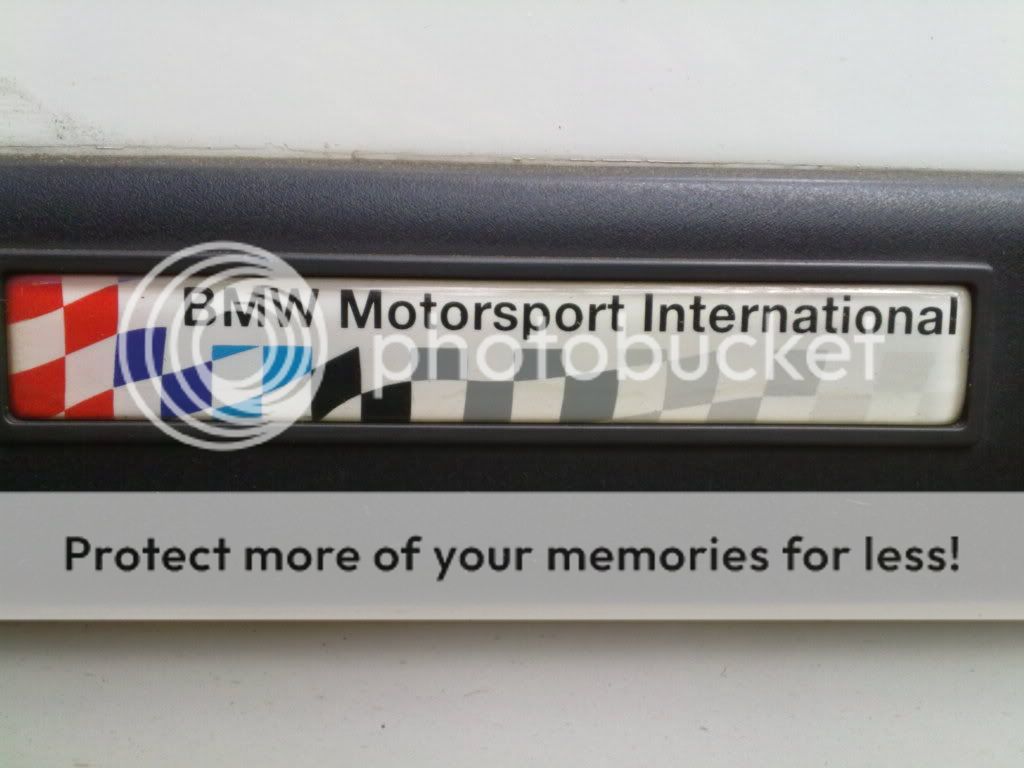 BMW Motorsport International
photobucket
Protect more of your memories for less!